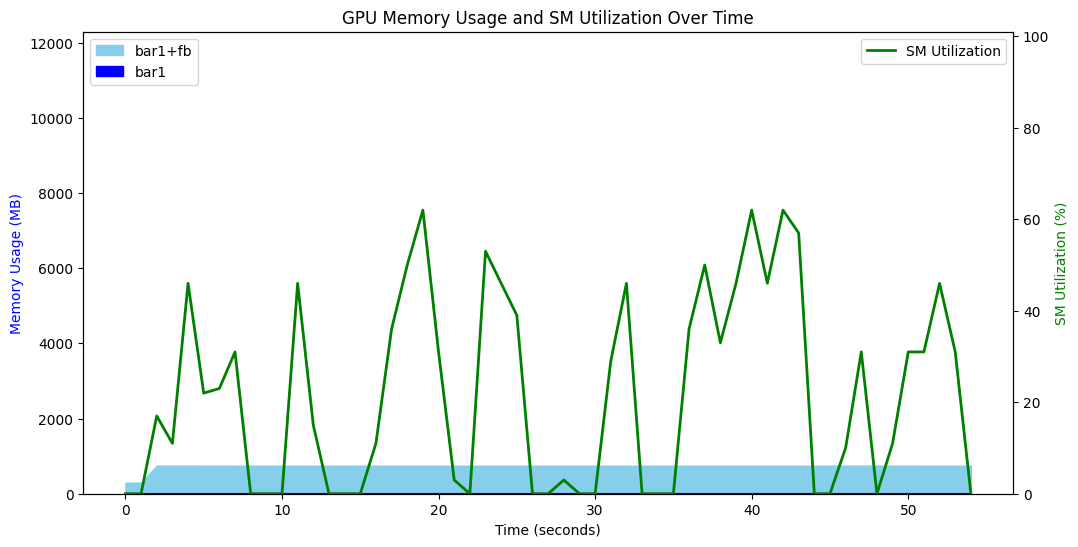 GPU Memory Usage and SM Utilization Over Time
bar1+fb
bar1
SM Utilization
Memory Usage (MB)
12000
10000
8000
6000
4000
2000
0
SM Utilization (%)
100
80
60
40
20
0
0 10 20 30 40 50
Time (seconds)